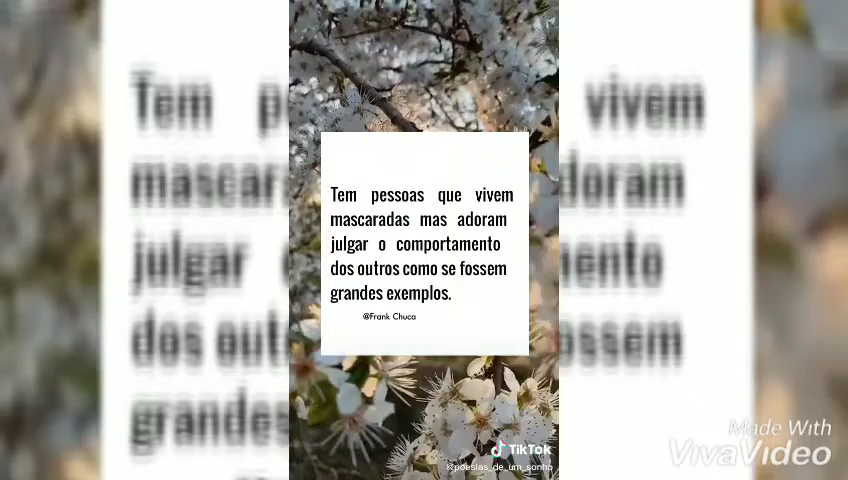 Tem pessoas que vivem
mascaradas mas adoram
julgar o comportamento
dos outros como se fossem
grandes exemplos.
@Frank Chuca
TikTok
@poesias_de_um_sonho
Made With
VivaVideo